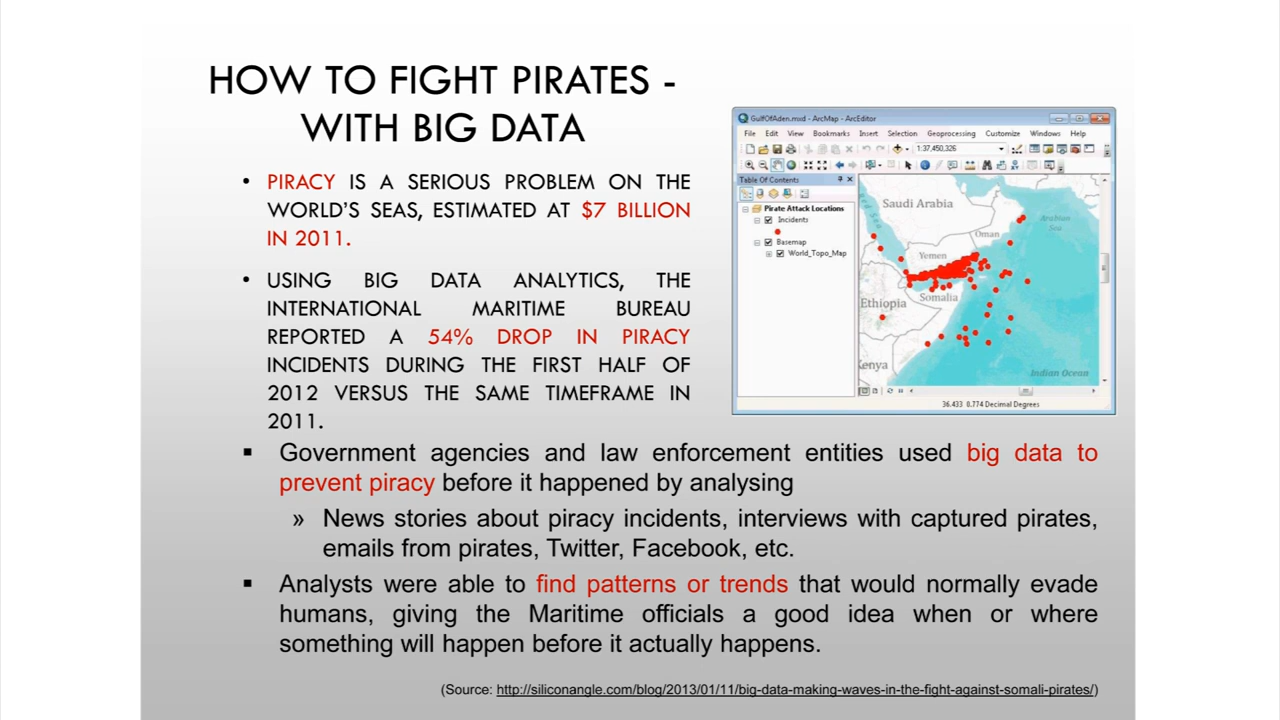 HOW TO FIGHT PIRATES -
WITH BIG DATA
• PIRACY IS A SERIOUS PROBLEM ON THE
WORLD'S SEAS, ESTIMATED AT $7 BILLION
IN 2011.
• USING BIG DATA ANALYTICS, THE
INTERNATIONAL MARITIME BUREAU
REPORTED A 54% DROP IN PIRACY
INCIDENTS DURING THE FIRST HALF OF
2012 VERSUS THE SAME TIMEFRAME IN
2011.
GulfOfAden.mxd - ArcMap - ArcEditor
File Edit View Bookmarks Insert Selection Geoprocessing Customize Windows Help
1:37,450,326
Table Of Contents
Pirate Attack Locations
Incidents
Basemap
World_Topo_Map
Saudi Arabia
Arabian
Sea
Oman
Yemen
Ethiopia
Somalia
Kenya
Indian Ocean
36.433 8.774 Decimal Degrees
▪ Government agencies and law enforcement entities used big data to
prevent piracy before it happened by analysing
» News stories about piracy incidents, interviews with captured pirates,
emails from pirates, Twitter, Facebook, etc.
▪ Analysts were able to find patterns or trends that would normally evade
humans, giving the Maritime officials a good idea when or where
something will happen before it actually happens.
(Source: http://siliconangle.com/blog/2013/01/11/big-data-making-waves-in-the-fight-against-somali-pirates/)